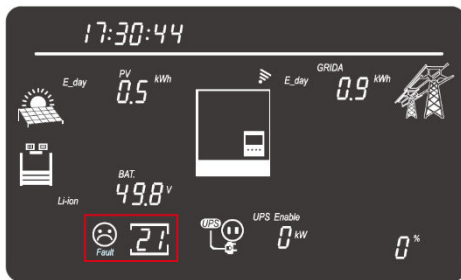 17:30:44
E_day PV 0.5 kWh
E_day GRIDA 0.9 kWh
Li-ion BAT. 49.8 V
Fault 21
UPS UPS Enable 0 kW
0 %